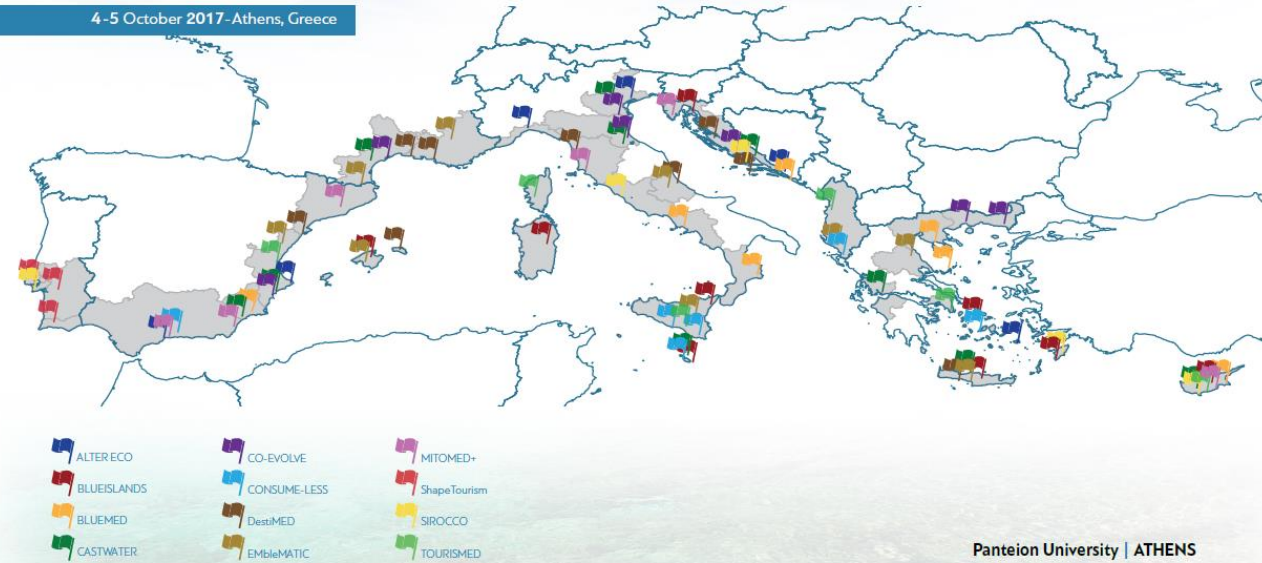 4-5 October 2017-Athens, Greece
ALTER ECO
BLUEISLANDS
BLUEMED
CASTWATER
CO-EVOLVE
CONSUME-LESS
DestiMED
EMbleMATIC
MITOMED+
ShapeTourism
SIROCCO
TOURISMED
Panteion University | ATHENS